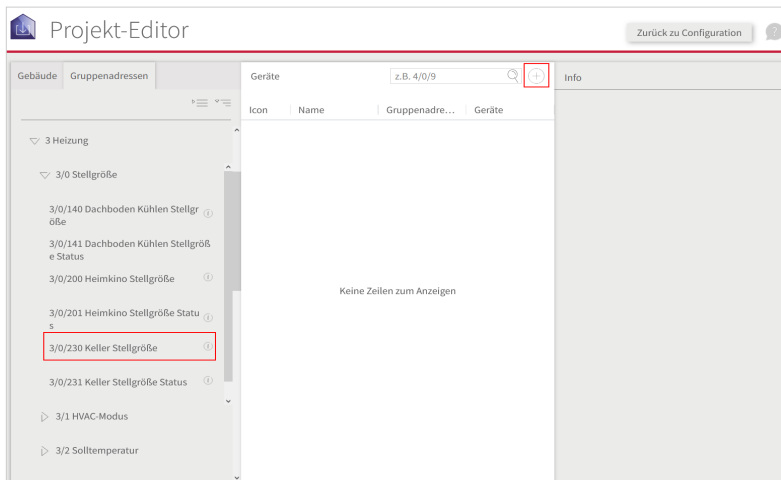 Projekt-Editor
Zurück zu Configuration
?
Gebäude Gruppenadressen
Geräte
z.B. 4/0/9
Info
Icon Name Gruppenadre... Geräte
3 Heizung
3/0 Stellgröße
3/0/140 Dachboden Kühlen Stellgr
öße
3/0/141 Dachboden Kühlen Stellgröß
e Status
3/0/200 Heimkino Stellgröße
3/0/201 Heimkino Stellgröße Statu
s
3/0/230 Keller Stellgröße
3/0/231 Keller Stellgröße Status
3/1 HVAC-Modus
3/2 Solltemperatur
Keine Zeilen zum Anzeigen